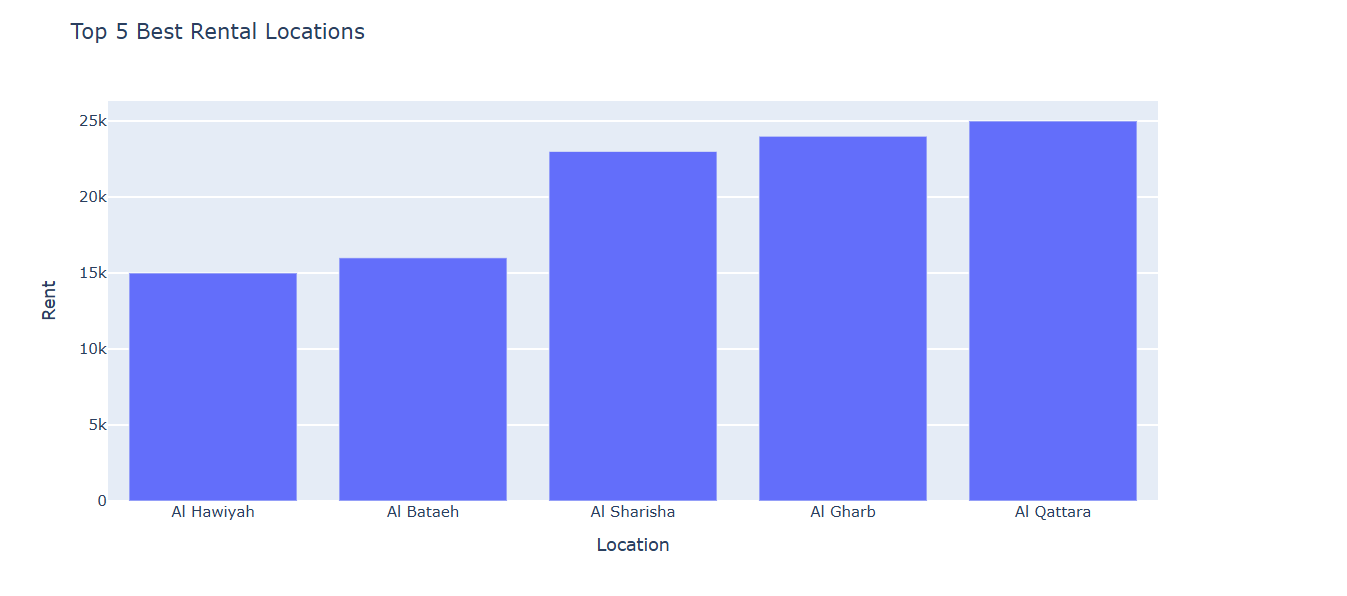 Top 5 Best Rental Locations
Rent
25k
20k
15k
10k
5k
0
Al Hawiyah
Al Bataeh
Al Sharisha
Al Gharb
Al Qattara
Location